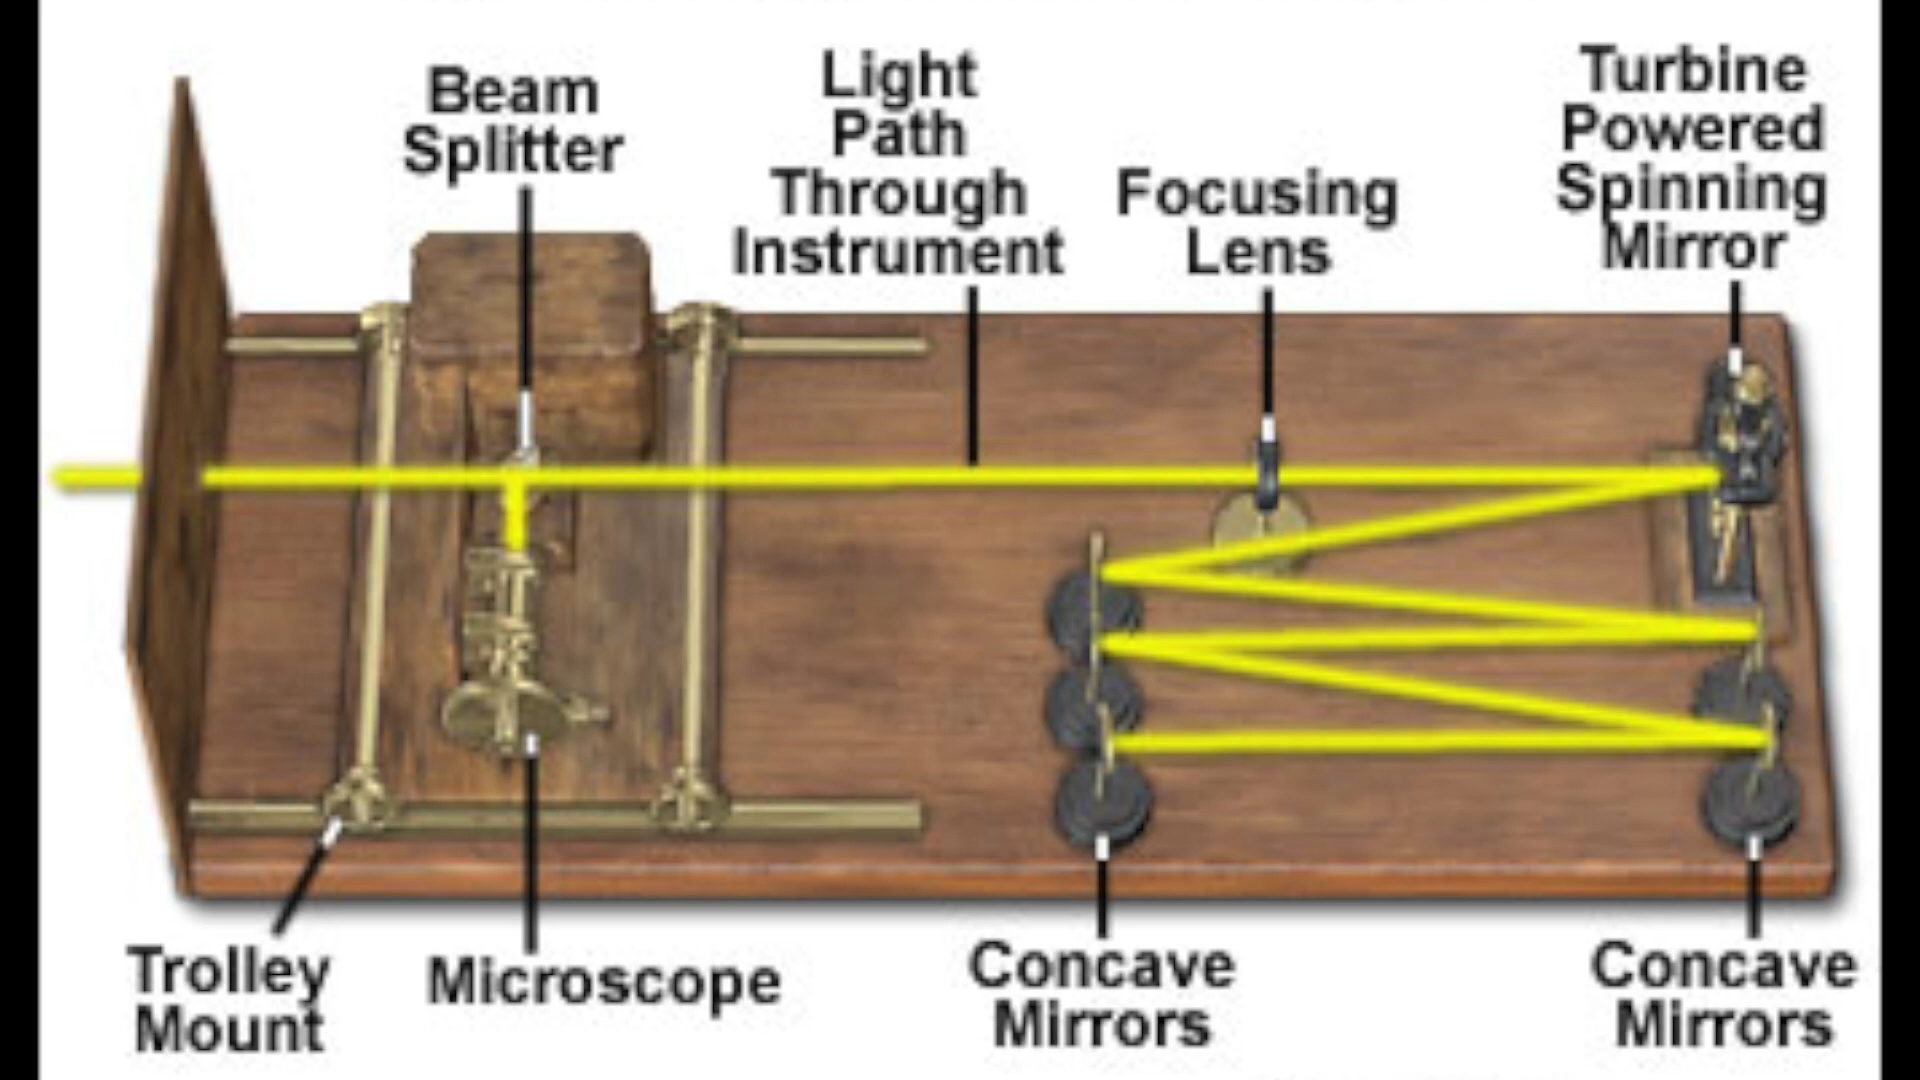 Beam
Splitter
Light
Path
Through
Instrument
Focusing
Lens
Turbine
Powered
Spinning
Mirror
Trolley
Mount
Microscope
Concave
Mirrors
Concave
Mirrors